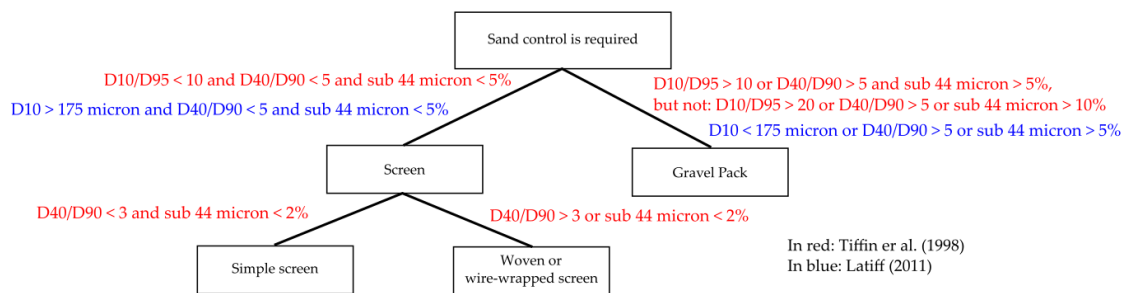 Sand control is required
D10/D95 < 10 and D40/D90 < 5 and sub 44 micron < 5%
D10 > 175 micron and D40/D90 < 5 and sub 44 micron < 5%
D10/D95 > 10 or D40/D90 > 5 and sub 44 micron > 5%,
but not: D10/D95 > 20 or D40/D90 > 5 or sub 44 micron > 10%
D10 < 175 micron or D40/D90 > 5 or sub 44 micron > 5%
Screen
Gravel Pack
D40/D90 < 3 and sub 44 micron < 2%
D40/D90 > 3 or sub 44 micron < 2%
Simple screen
Woven or
wire-wrapped screen
In red: Tiffin er al. (1998)
In blue: Latiff (2011)